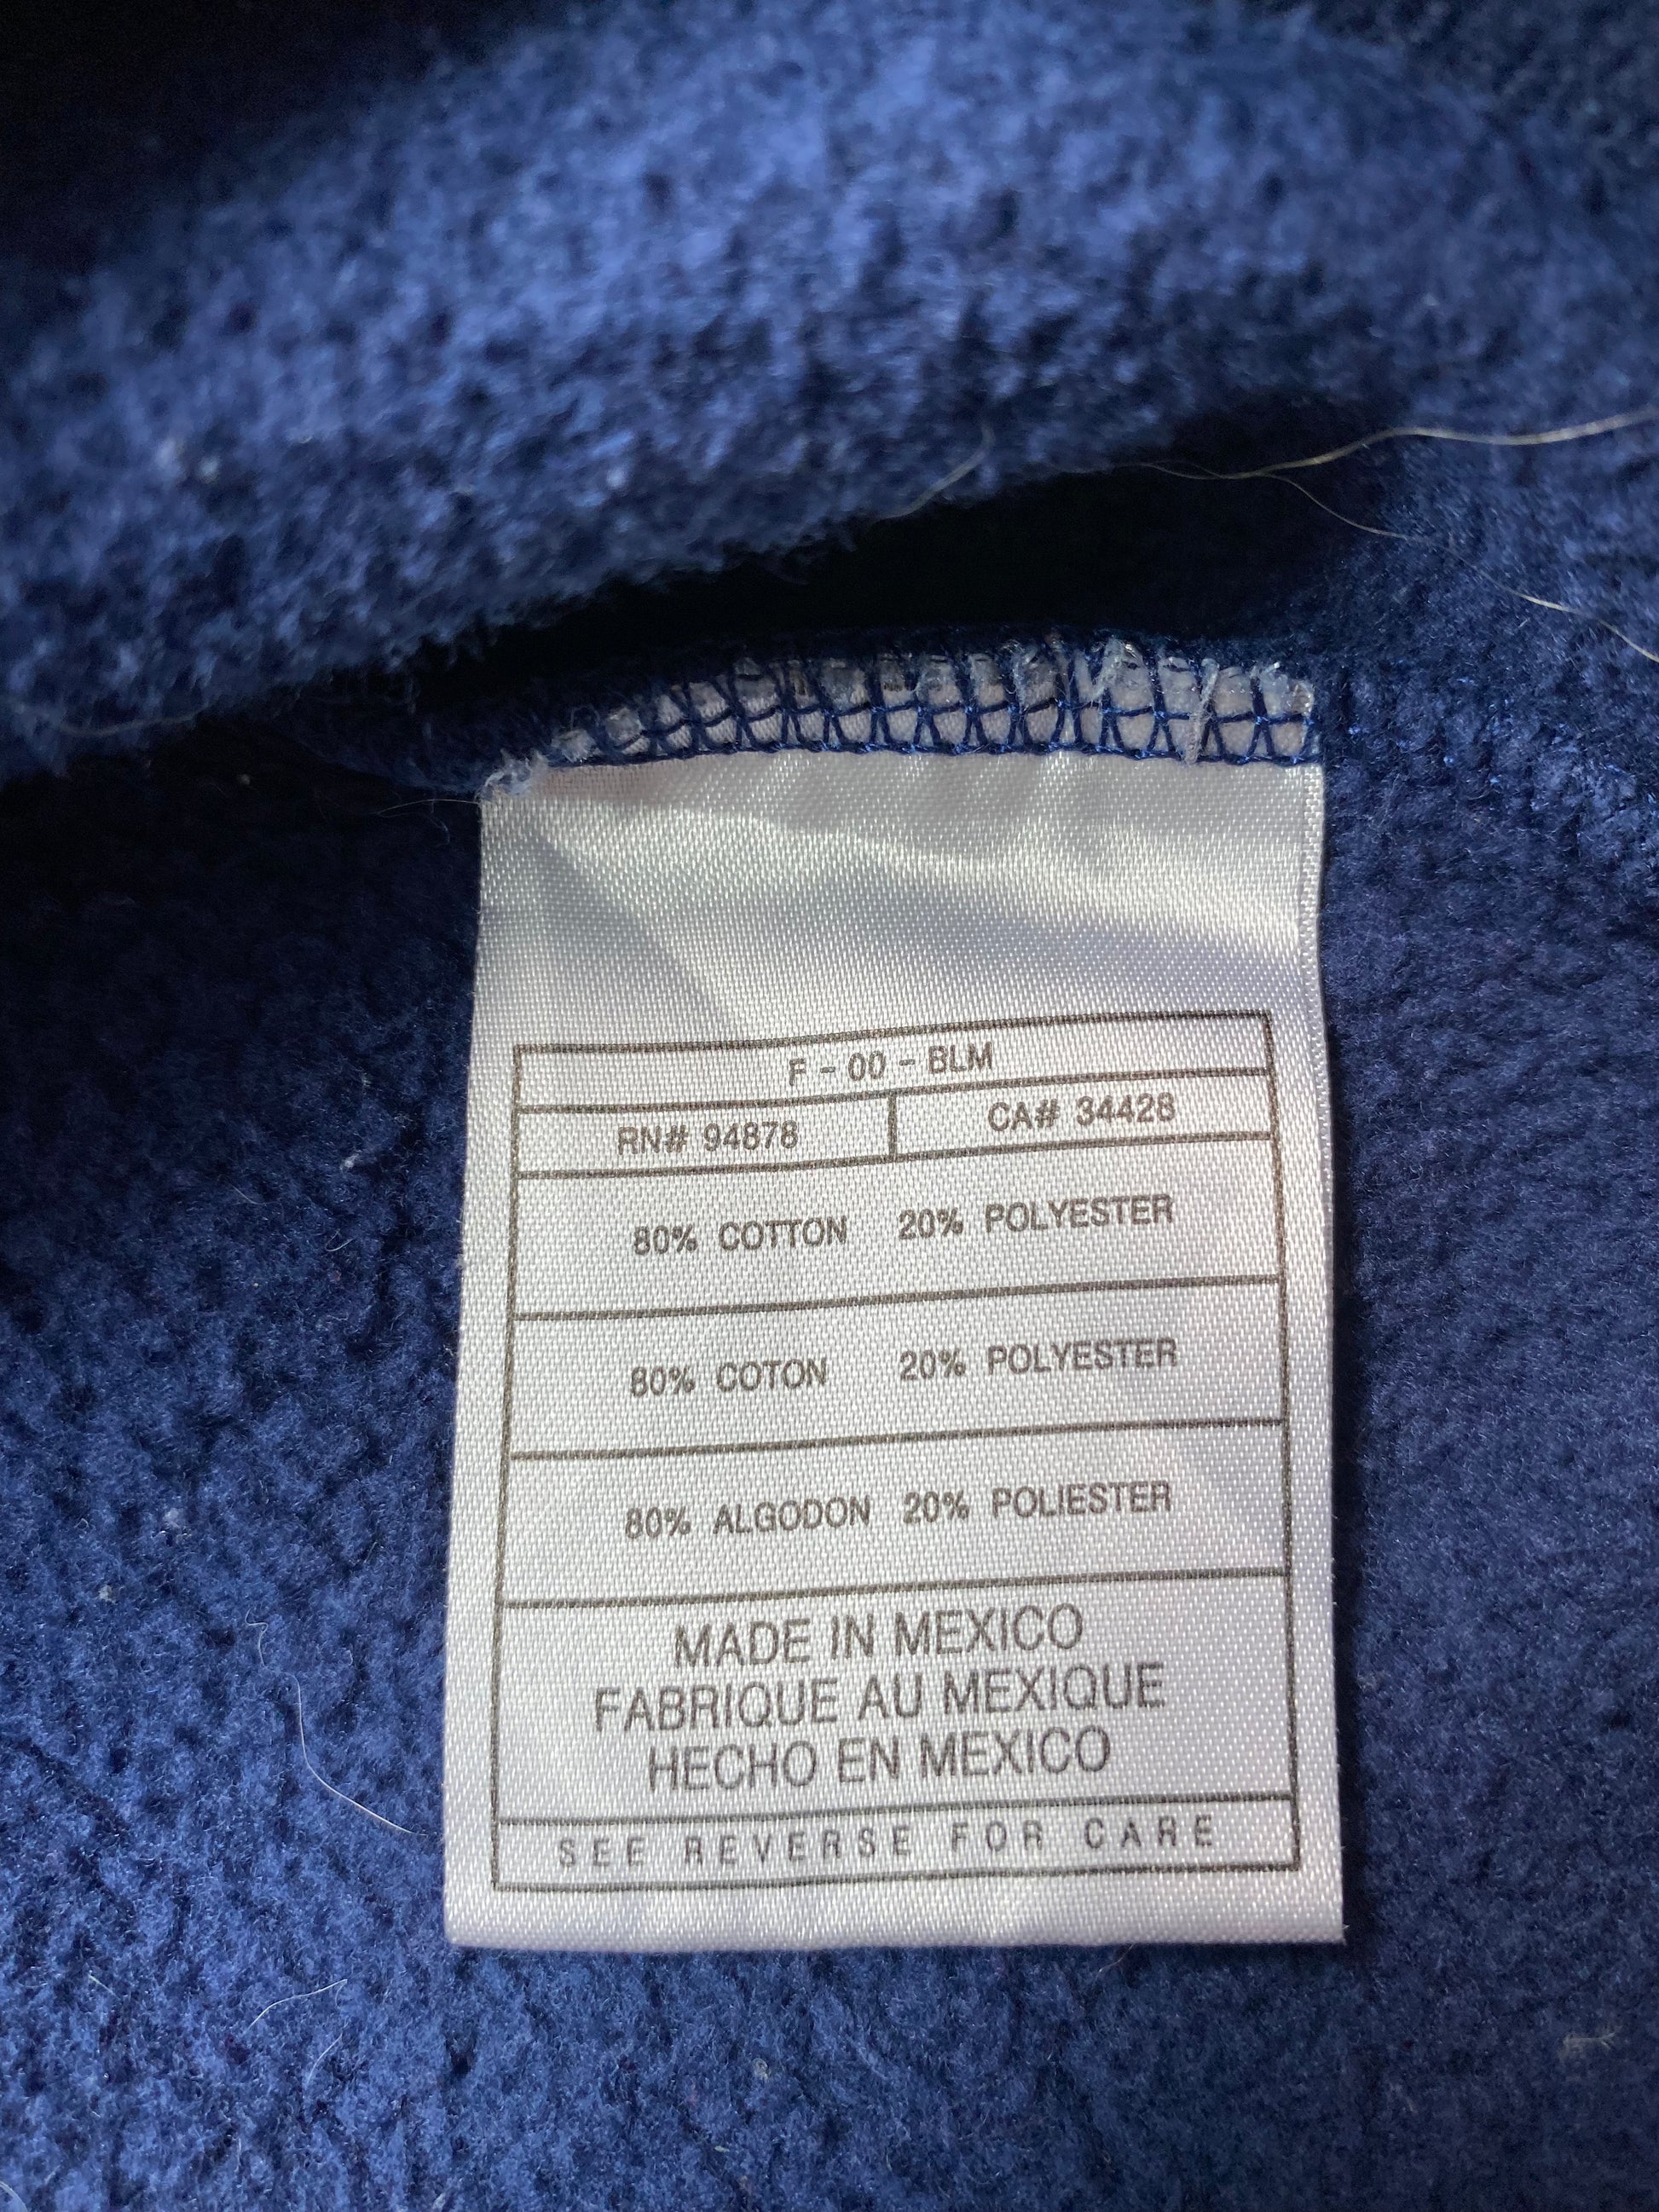 F - 00 - BLM
RN# 94878 CA# 34428
80% COTTON 20% POLYESTER
80% COTON 20% POLYESTER
80% ALGODON 20% POLIESTER
MADE IN MEXICO
FABRIQUE AU MEXIQUE
HECHO EN MEXICO
SEE REVERSE FOR CARE